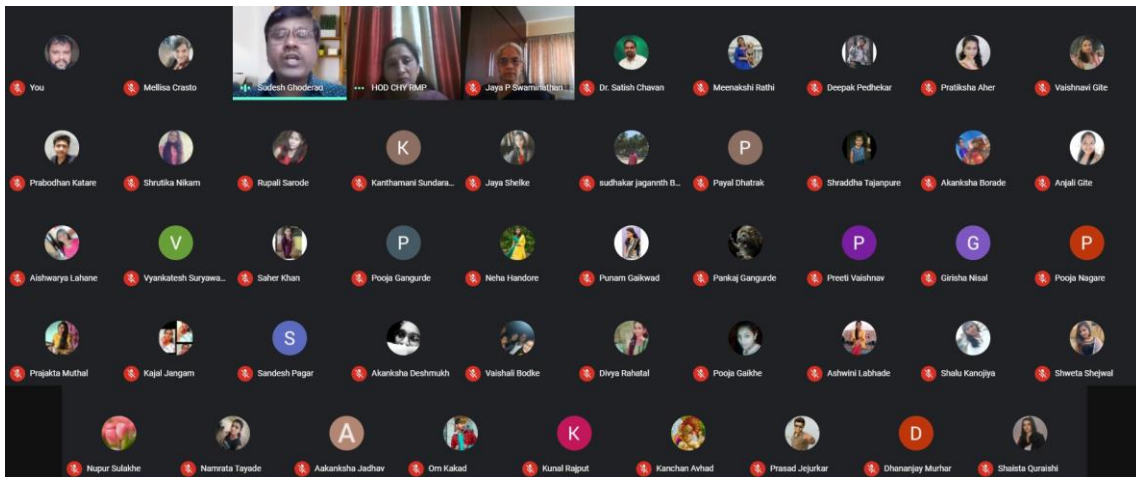 You
Mellisa Crasto
Sudesh Ghoderao
HOD CHY RMP
Jaya P Swaminathan
Dr. Satish Chavan
Meenakshi Rathi
Deepak Pedhekar
Pratiksha Aher
Vaishnavi Gite
K
P
Prabodhan Katare
Shrutika Nikam
Rupali Sarode
Kanthamani Sundara...
Jaya Shelke
sudhakar jagannth B...
Payal Dhatrak
Shraddha Tajanpure
Akanksha Borade
Anjali Gite
V
P
P
G
P
Aishwarya Lahane
Vyankatesh Suryawa...
Saher Khan
Pooja Gangurde
Neha Handore
Punam Gaikwad
Pankaj Gangurde
Preeti Vaishnav
Girisha Nisal
Pooja Nagare
S
Prajakta Muthal
Kajal Jangam
Sandesh Pagar
Akanksha Deshmukh
Vaishali Bodke
Divya Rahatal
Pooja Gaikhe
Ashwini Labhade
Shalu Kanojiya
Shweta Shejwal
A
K
D
Nupur Sulakhe
Namrata Tayade
Aakanksha Jadhav
Om Kakad
Kunal Rajput
Kanchan Avhad
Prasad Jejurkar
Dhananjay Murhar
Shaista Quraishi